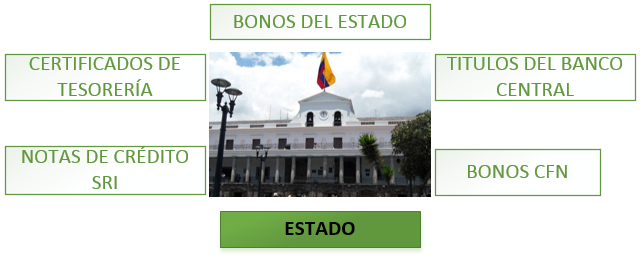 BONOS DEL ESTADO
CERTIFICADOS DE
TESORERÍA
TITULOS DEL BANCO
CENTRAL
NOTAS DE CRÉDITO
SRI
BONOS CFN
ESTADO